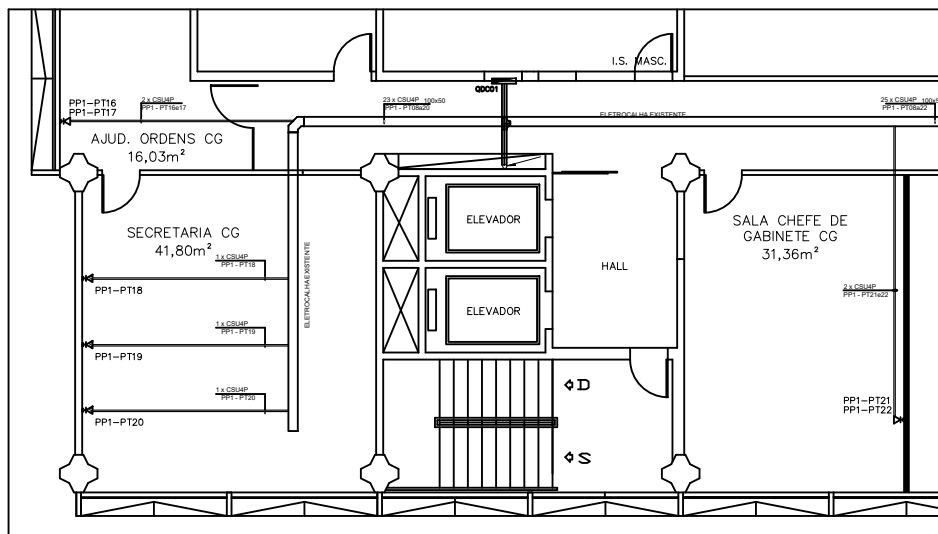 I.S. MASC.
PP1-PT16
PP1-PT17
2 x CSU4P
PP1 - PT16e17
23 x CSU4P 100x50
PP1 - PT08a20
QDC01
ELETROCALHA EXISTENTE
25 x CSU4P
PP1 - PT08a22
AJUD. ORDENS CG
16,03m²
SECRETARIA CG
41,80m²
ELETROCALHA EXISTENTE
1 x CSU4P
PP1 - PT18
PP1-PT18
1 x CSU4P
PP1 - PT19
PP1-PT19
1 x CSU4P
PP1 - PT20
PP1-PT20
ELEVADOR
ELEVADOR
HALL
D
S
SALA CHEFE DE
GABINETE CG
31,36m²
2 x CSU4P
PP1 - PT21e22
PP1-PT21
PP1-PT22